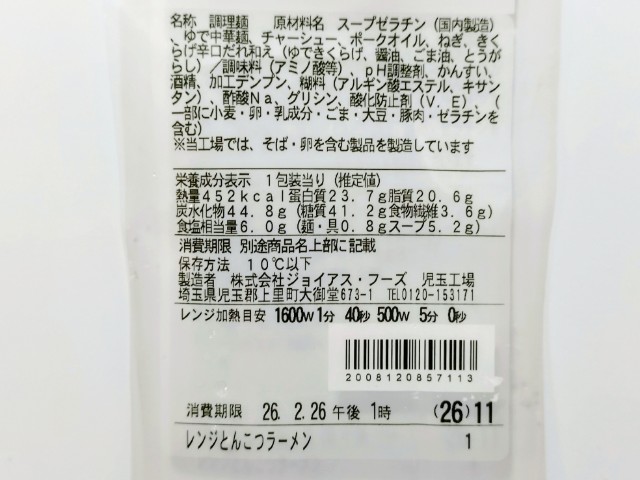 名称 調理麺 原材料名 スープゼラチン(国内製造)
、ゆで中華麺、チャーシュー、ポークオイル、ねぎ、きく
らげ辛口だれ和え(ゆできくらげ、醤油、ごま油、とうが
らし)/調味料(アミノ酸等)、pH調整剤、かんすい、
酒精、加工デンプン、糊料(アルギン酸エステル、キサン
タン)、酢酸Na、グリシン、酸化防止剤(V.E)、(
一部に小麦・卵・乳成分・ごま・大豆・豚肉・ゼラチンを
含む)
※当工場では、そば・卵を含む製品を製造しています
栄養成分表示 1包装当り(推定値)
熱量452kcal蛋白質23.7g脂質20.6g
炭水化物44.8g(糖質41.2g食物繊維3.6g)
食塩相当量6.0g(麺・具0.8gスープ5.2g)
消費期限 別途商品名上部に記載
保存方法 10℃以下
製造者 株式会社ジョイアス・フーズ 児玉工場
埼玉県児玉郡上里町大御堂673-1 TEL0120-153171
レンジ加熱目安 1600W 1分 40秒 500W 5分 0秒
2008120857113
消費期限 26. 2.26 午後 1時 (26)11
レンジとんこつラーメン 1